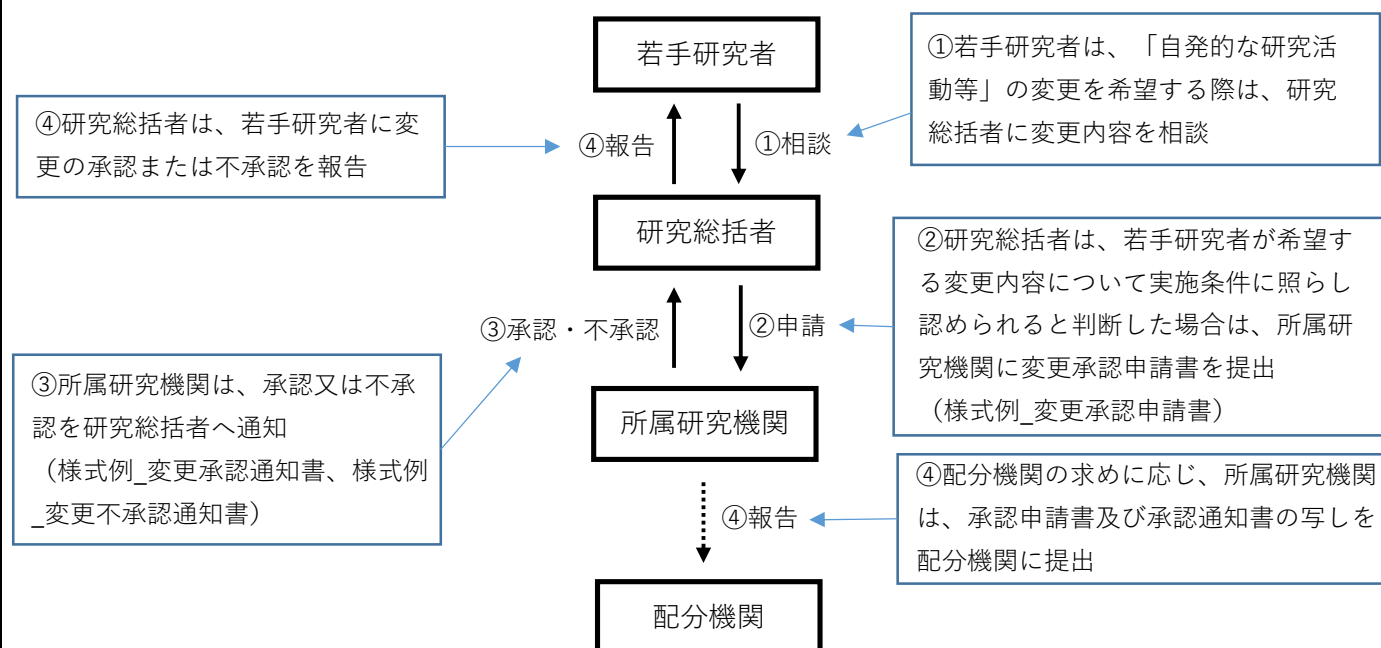 若手研究者
①若手研究者は、「自発的な研究活
動等」の変更を希望する際は、研究
総括者に変更内容を相談
④研究総括者は、若手研究者に変
更の承認または不承認を報告
④報告
①相談
研究総括者
②研究総括者は、若手研究者が希望す
る変更内容について実施条件に照らし
認められると判断した場合は、所属研
究機関に変更承認申請書を提出
（様式例_変更承認申請書）
③承認・不承認
②申請
③所属研究機関は、承認又は不承
認を研究総括者へ通知
（様式例_変更承認通知書、様式例
_変更不承認通知書）
所属研究機関
④配分機関の求めに応じ、所属研究機関
は、承認申請書及び承認通知書の写しを
配分機関に提出
④報告
配分機関